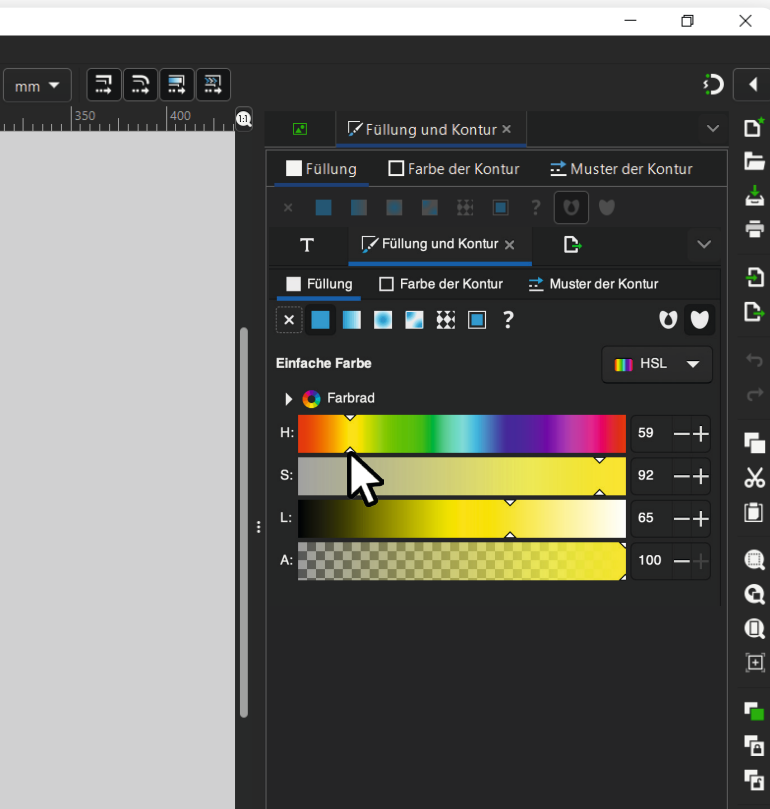 mm
350 400 1:1
Füllung und Kontur ×
Füllung Farbe der Kontur Muster der Kontur
?
T Füllung und Kontur ×
Füllung Farbe der Kontur Muster der Kontur
?
Einfache Farbe HSL
Farbrad
H: 59
S: 92
L: 65
A: 100